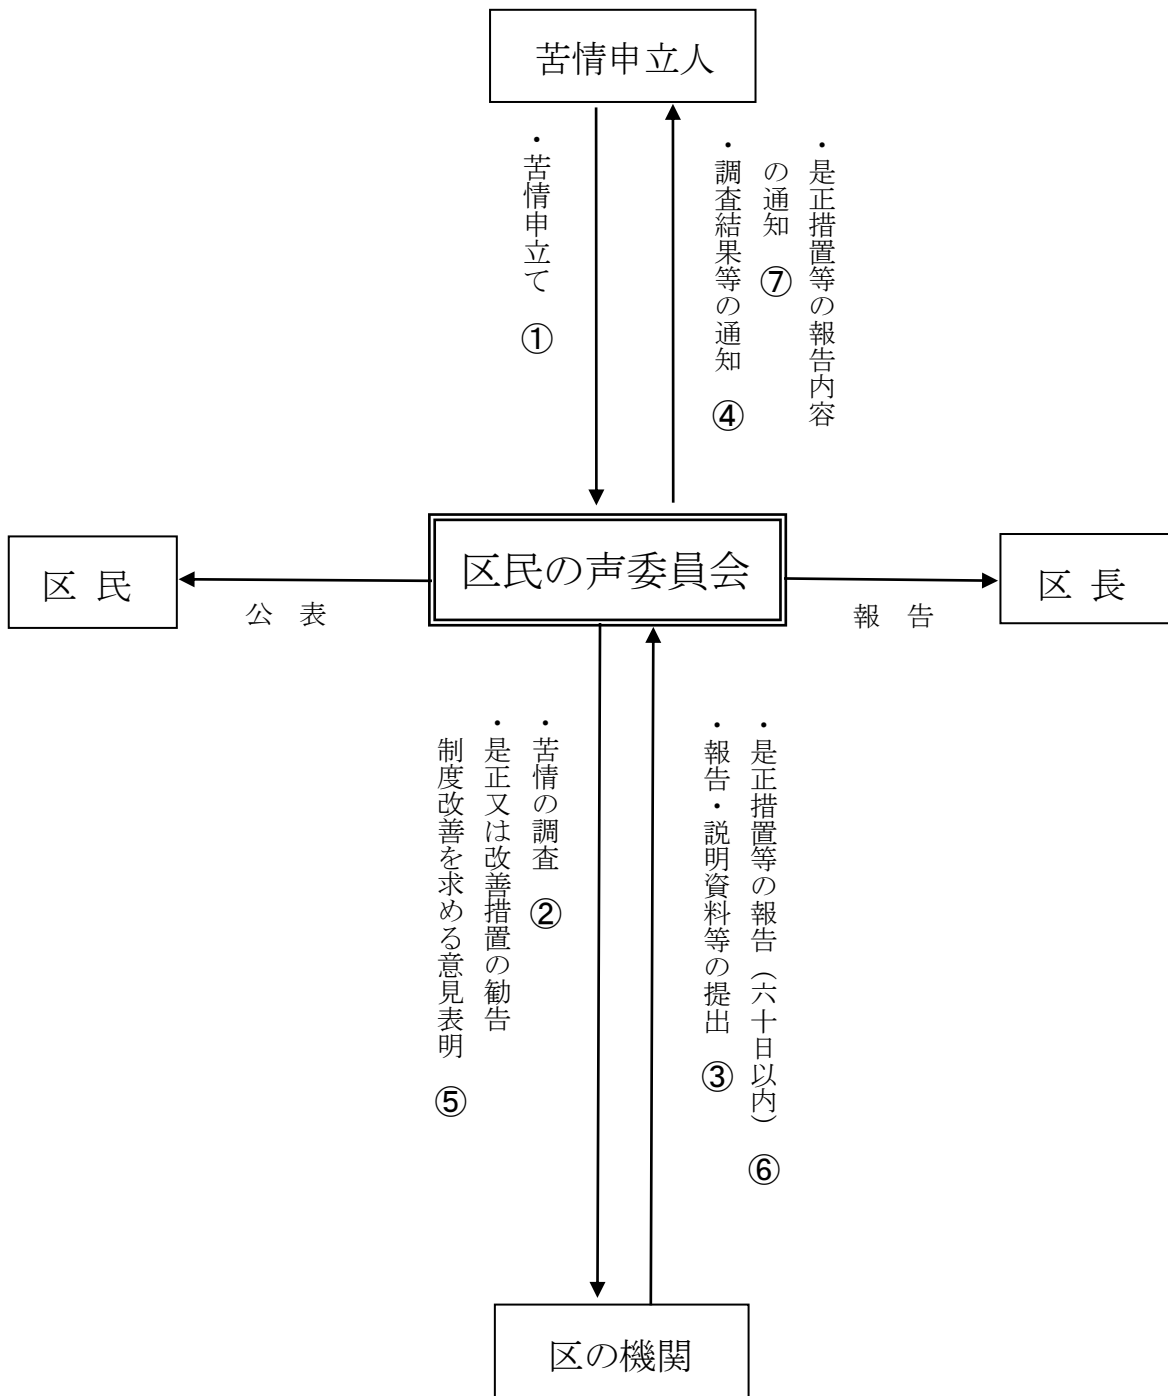 苦情申立人
・苦情申立て ①
・是正措置等の報告内容
の通知 ⑦
・調査結果等の通知 ④
区民の声委員会
区 民
公 表
区 長
報 告
・苦情の調査 ②
・是正又は改善措置の勧告
制度改善を求める意見表明 ⑤
・是正措置等の報告（六十日以内） ⑥
・報告・説明資料等の提出 ③
区の機関